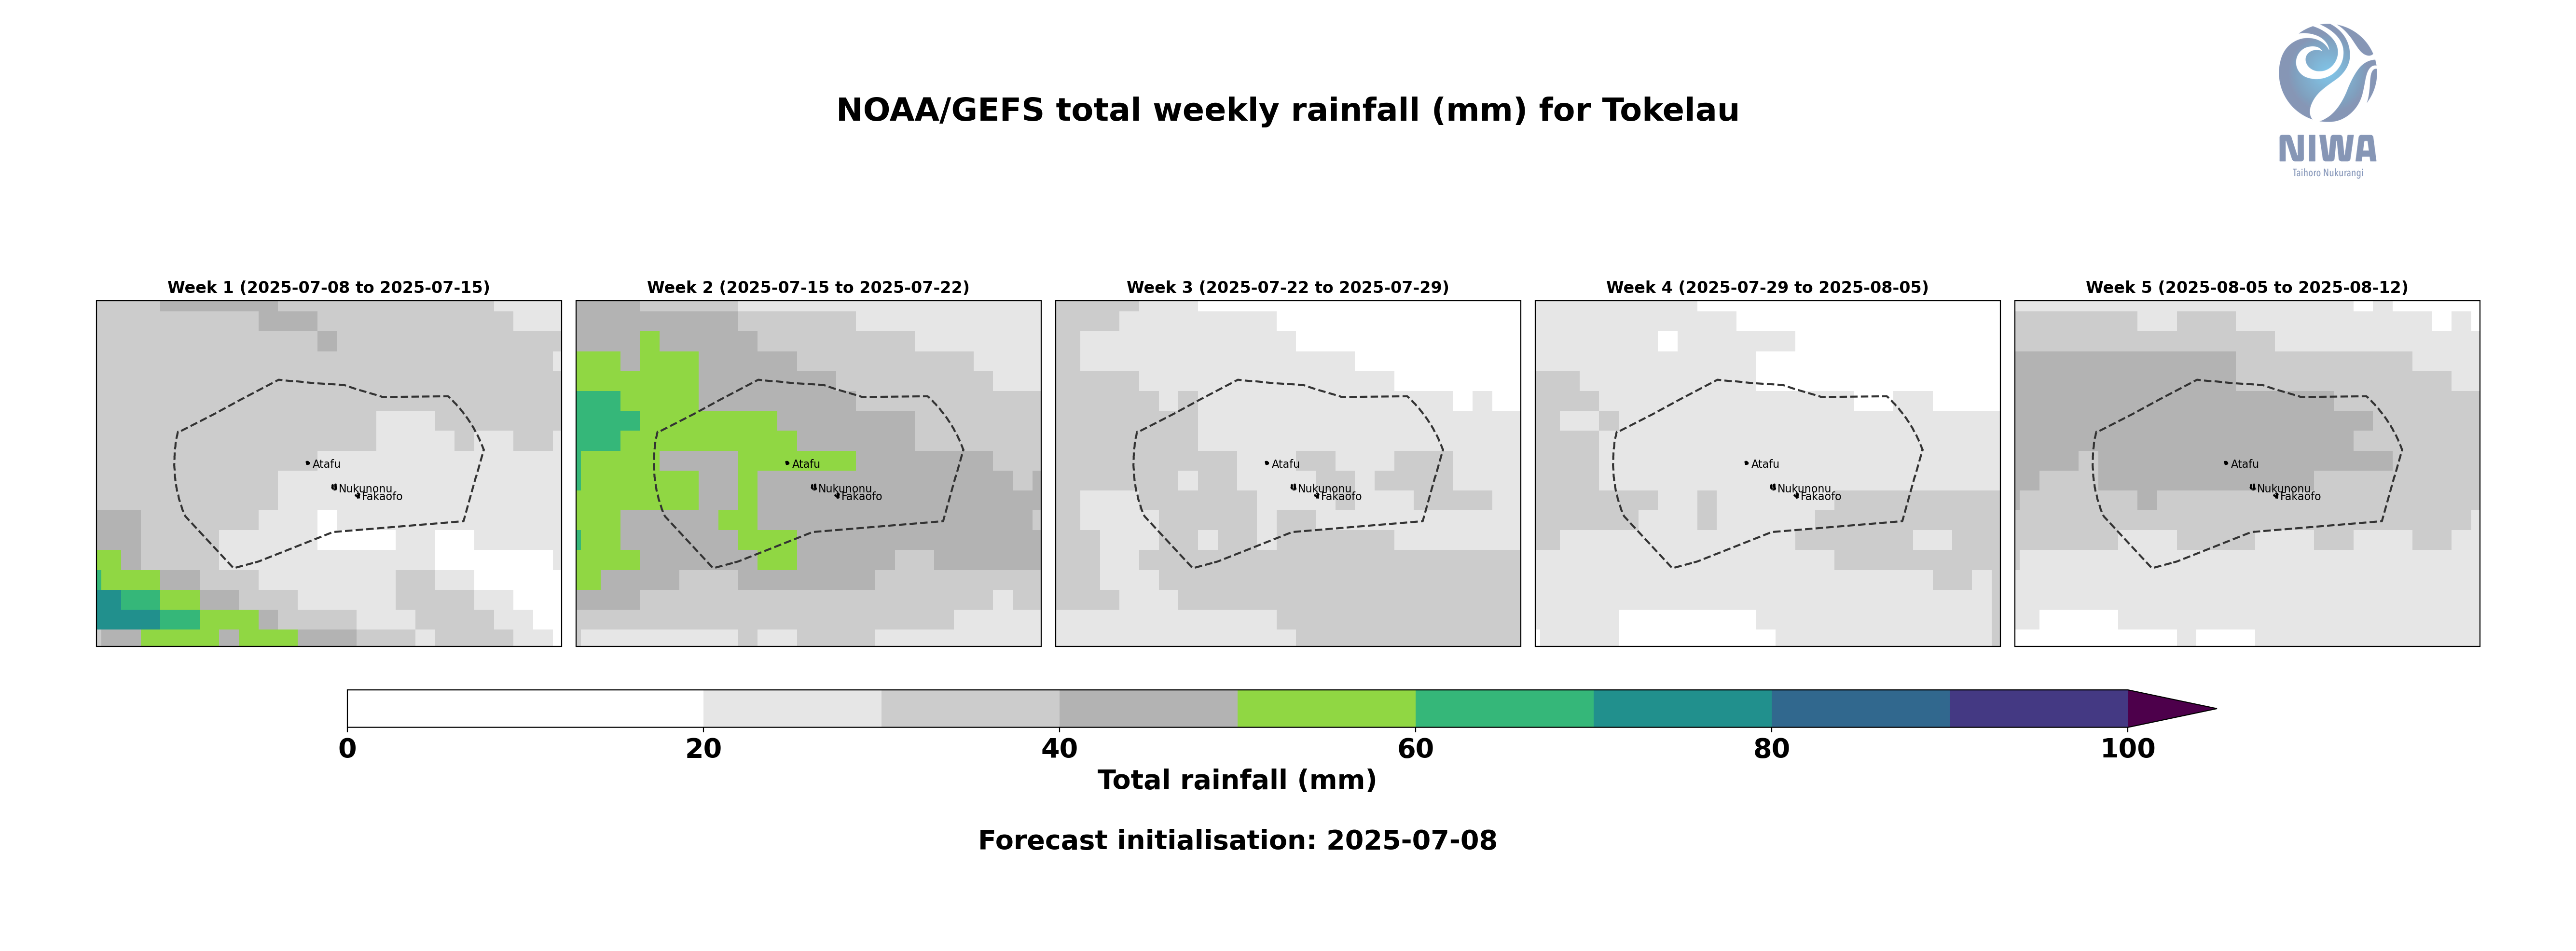 NIWA
Taihoro Nukurangi
NOAA/GEFS total weekly rainfall (mm) for Tokelau
Week 1 (2025-07-08 to 2025-07-15)
Week 2 (2025-07-15 to 2025-07-22)
Week 3 (2025-07-22 to 2025-07-29)
Week 4 (2025-07-29 to 2025-08-05)
Week 5 (2025-08-05 to 2025-08-12)
Atafu
Nukunonu
Fakaofo
Atafu
Nukunonu
Fakaofo
Atafu
Nukunonu
Fakaofo
Atafu
Nukunonu
Fakaofo
Atafu
Nukunonu
Fakaofo
0 20 40 60 80 100
Total rainfall (mm)
Forecast initialisation: 2025-07-08